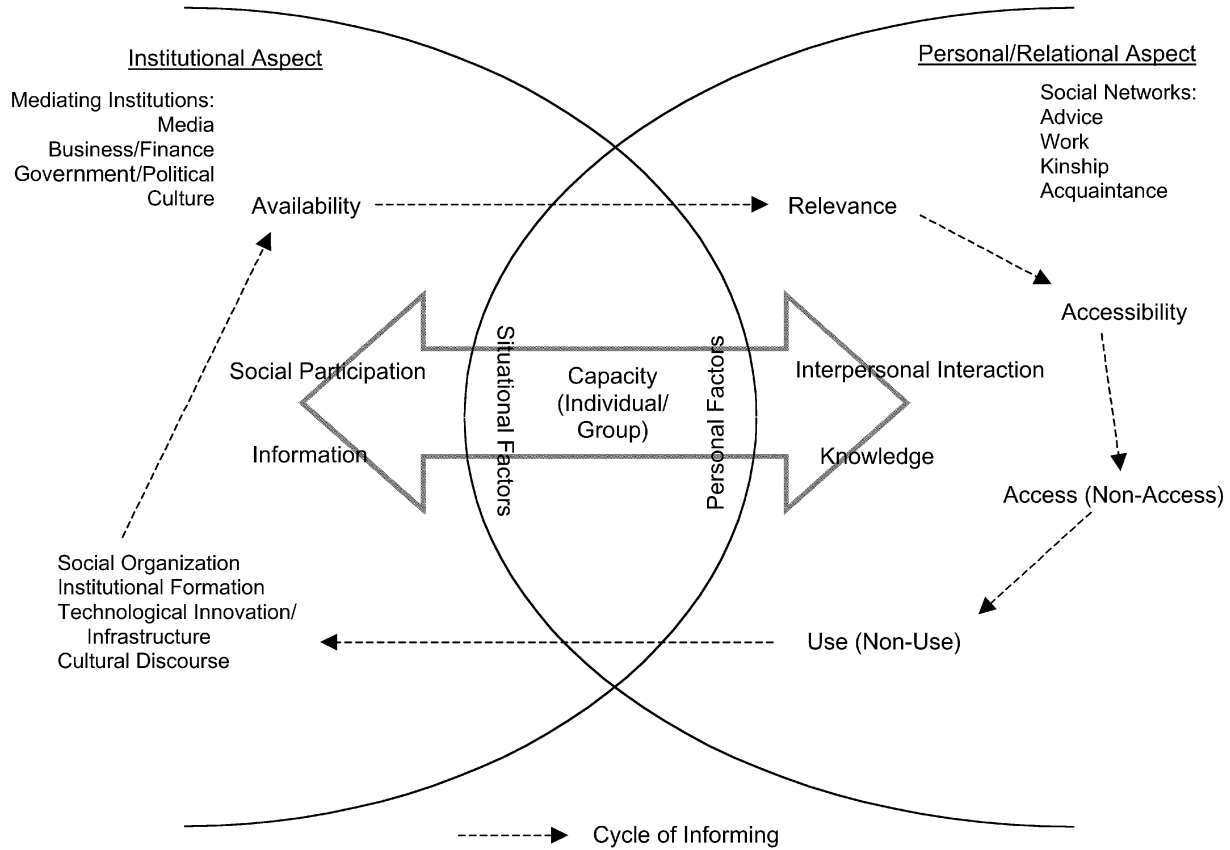 Institutional Aspect
Mediating Institutions:
Media
Business/Finance
Government/Political
Culture
Personal/Relational Aspect
Social Networks:
Advice
Work
Kinship
Acquaintance
Availability
Relevance
Accessibility
Access (Non-Access)
Use (Non-Use)
Social Participation
Information
Situational Factors
Capacity
(Individual/
Group)
Personal Factors
Interpersonal Interaction
Knowledge
Social Organization
Institutional Formation
Technological Innovation/
Infrastructure
Cultural Discourse
Cycle of Informing